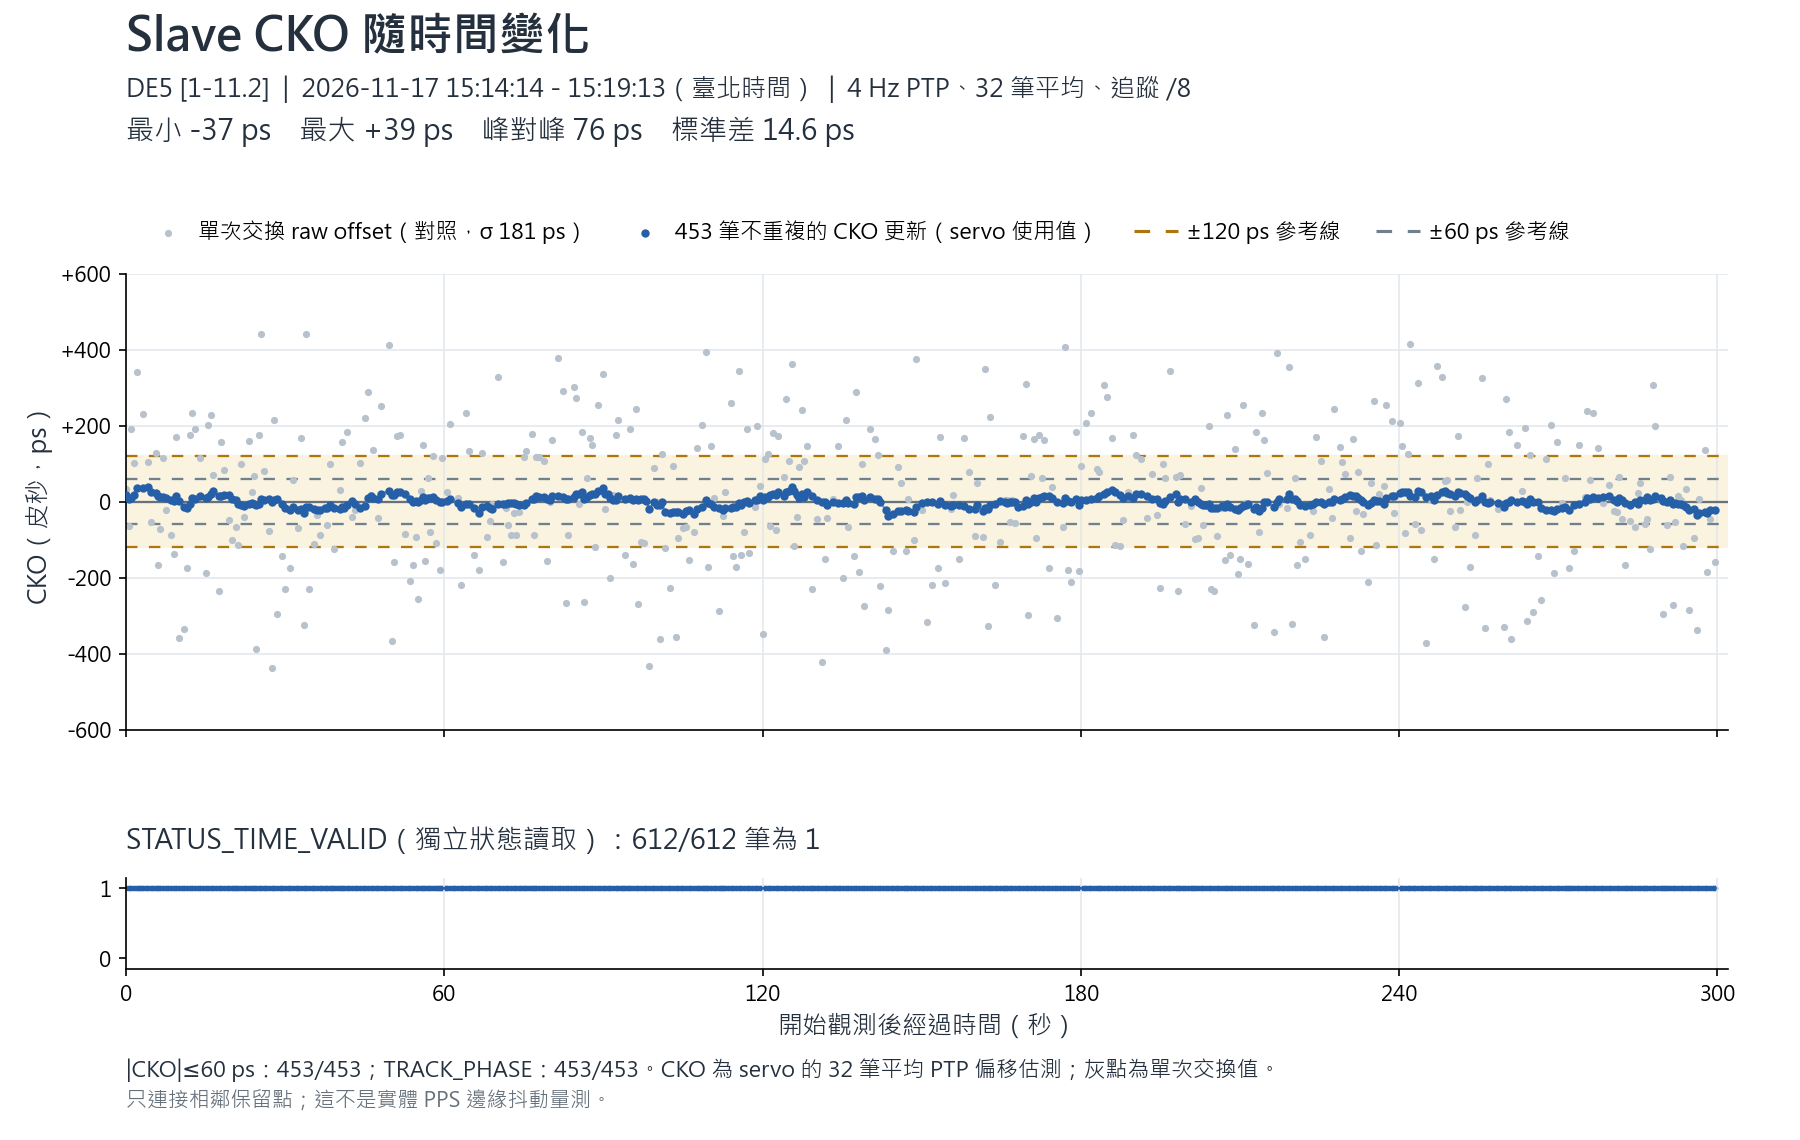 Slave CKO 隨時間變化
DE5 [1-11.2] | 2026-11-17 15:14:14 - 15:19:13（臺北時間） | 4 Hz PTP、32 筆平均、追蹤 /8
最小 -37 ps 最大 +39 ps 峰對峰 76 ps 標準差 14.6 ps
單次交換 raw offset（對照，σ 181 ps）
453 筆不重複的 CKO 更新（servo 使用值）
±120 ps 參考線
±60 ps 參考線
CKO（皮秒，ps）
+600
+400
+200
0
-200
-400
-600
STATUS_TIME_VALID（獨立狀態讀取）：612/612 筆為 1
1
0
0 60 120 180 240 300
開始觀測後經過時間（秒）
|CKO|≤60 ps：453/453；TRACK_PHASE：453/453。CKO 為 servo 的 32 筆平均 PTP 偏移估測；灰點為單次交換值。
只連接相鄰保留點；這不是實體 PPS 邊緣抖動量測。